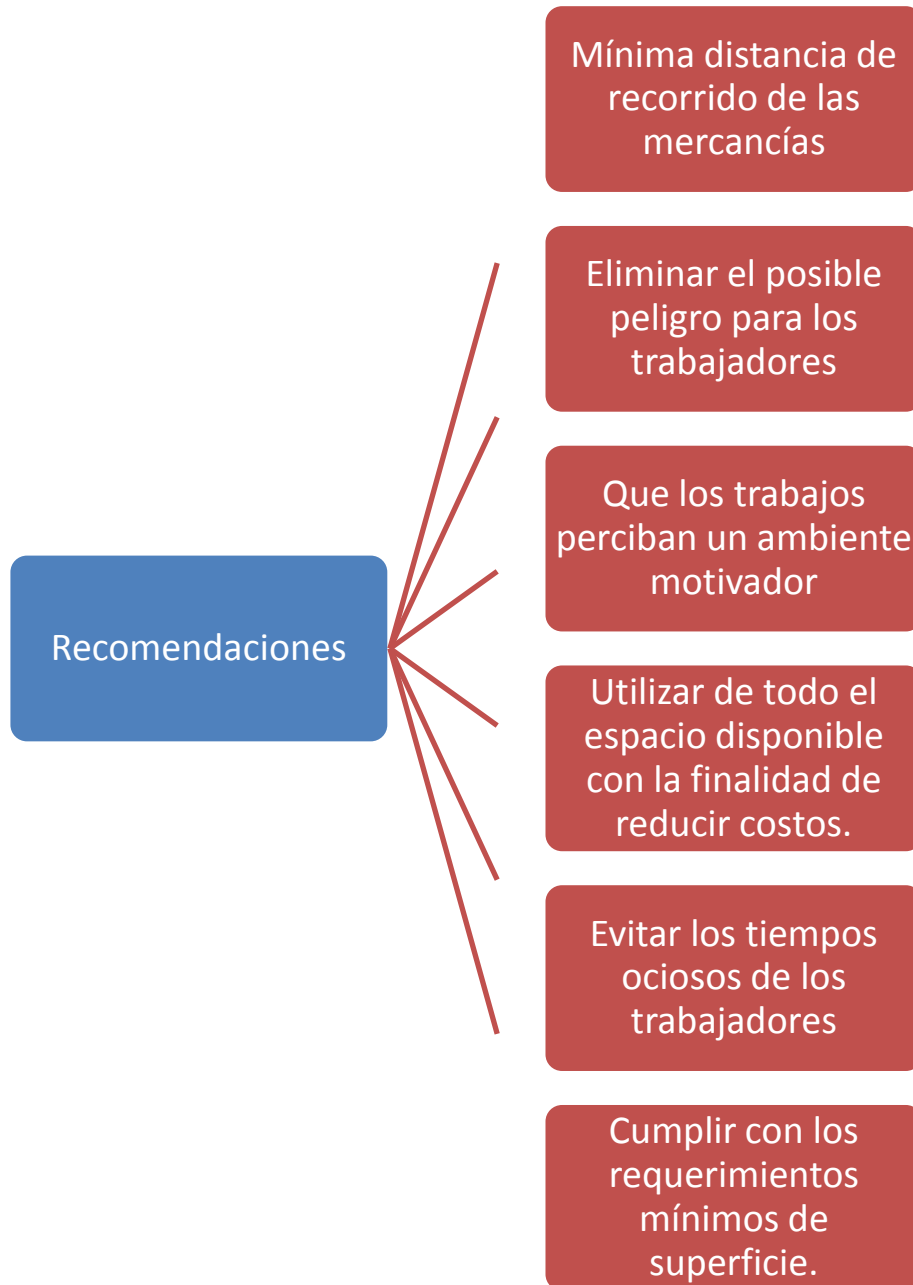 Mínima distancia de
recorrido de las
mercancías
Eliminar el posible
peligro para los
trabajadores
Que los trabajos
perciban un ambiente
motivador
Recomendaciones
Utilizar de todo el
espacio disponible
con la finalidad de
reducir costos.
Evitar los tiempos
ociosos de los
trabajadores
Cumplir con los
requerimientos
mínimos de
superficie.